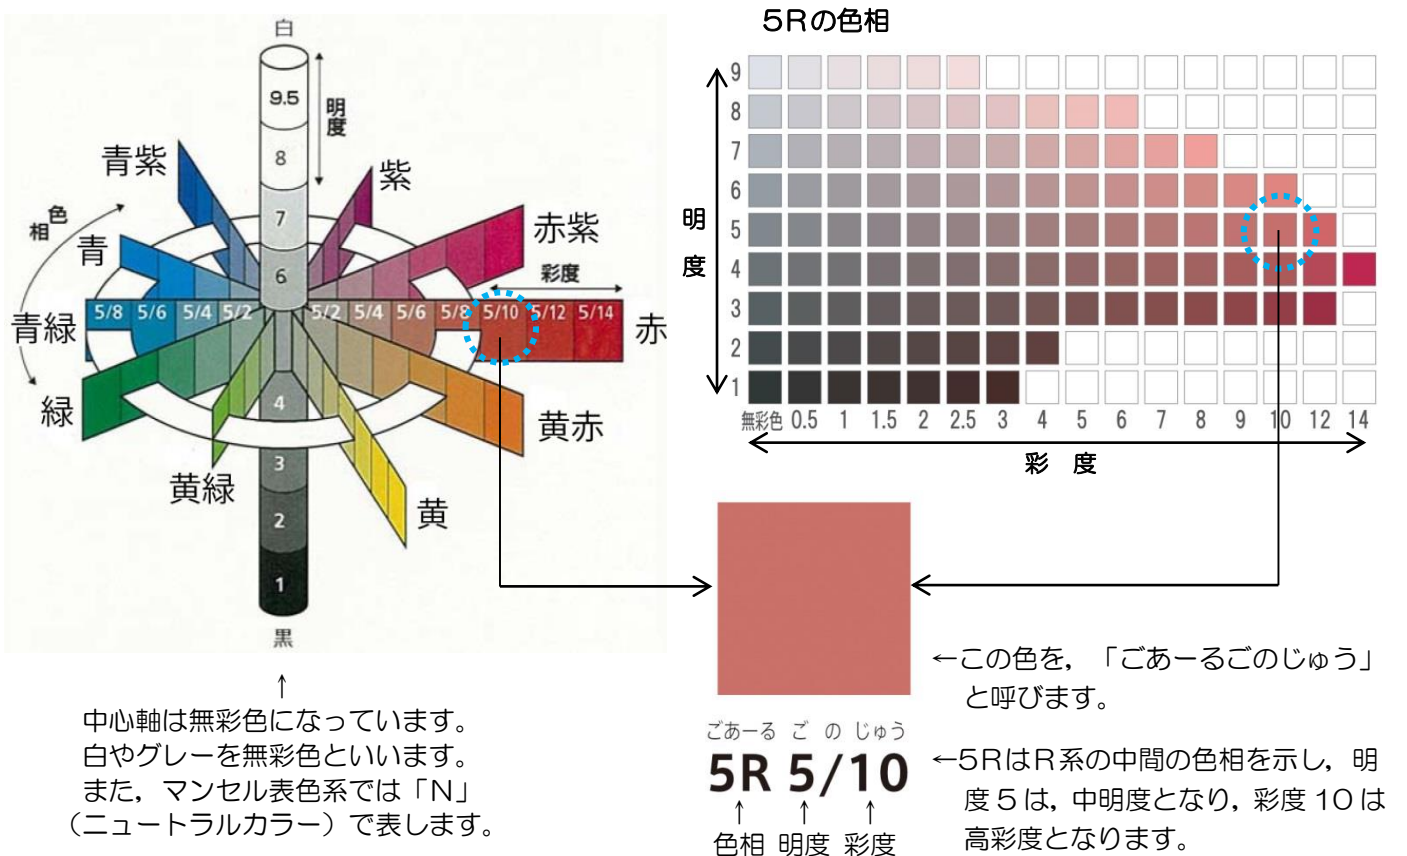 白
9.5
明度
8
7
6
青紫
紫
色相
青
赤紫
彩度
青緑
5/8 5/6 5/4 5/2
5/2 5/4 5/6 5/8 5/10 5/12 5/14
赤
緑
4
黄赤
黄緑
3
黄
2
1
黒
↑
中心軸は無彩色になっています。
白やグレーを無彩色といいます。
また，マンセル表色系では「N」
（ニュートラルカラー）で表します。
5Rの色相
9
8
7
6
5
4
3
2
1
明度
無彩色 0.5 1 1.5 2 2.5 3 4 5 6 7 8 9 10 12 14
彩 度
←この色を，「ごあーるごのじゅう」
と呼びます。
ごあーる ご の じゅう
5R 5/10
↑ ↑ ↑
色相 明度 彩度
←5RはR系の中間の色相を示し，明
度5は，中明度となり，彩度10は
高彩度となります。